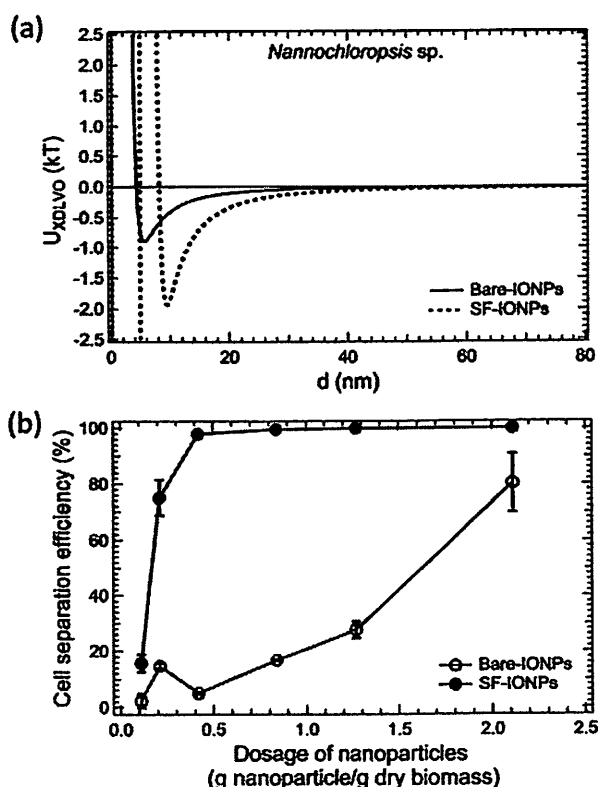 (a)
Nannochloropsis sp.
U_XDLVO (kT)
2.5
2.0
1.5
1.0
0.5
0.0
-0.5
-1.0
-1.5
-2.0
-2.5
Bare-IONPs
SF-IONPs
0 20 40 60 80
d (nm)
(b)
Cell separation efficiency (%)
100
80
60
40
20
0
Bare-IONPs
SF-IONPs
0.0 0.5 1.0 1.5 2.0 2.5
Dosage of nanoparticles
(g nanoparticle/g dry biomass)